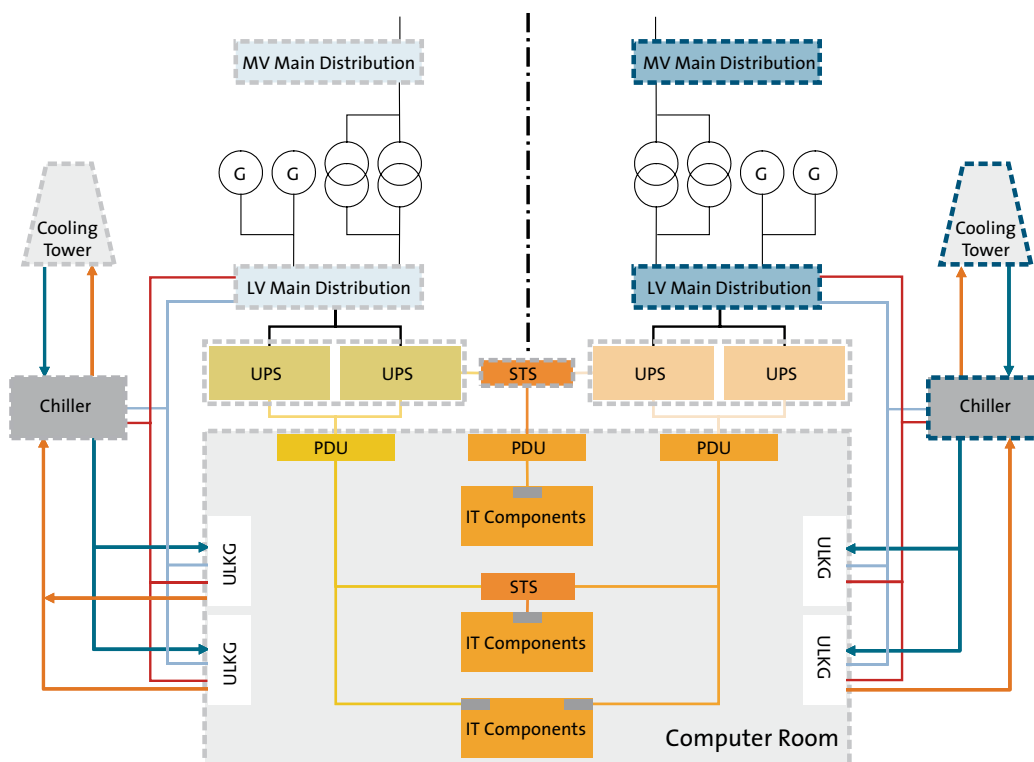 MV Main Distribution
MV Main Distribution
G
G
G
G
Cooling
Tower
Cooling
Tower
LV Main Distribution
LV Main Distribution
UPS
UPS
STS
UPS
UPS
Chiller
Chiller
PDU
PDU
PDU
IT Components
ULKG
ULKG
STS
IT Components
ULKG
ULKG
IT Components
Computer Room